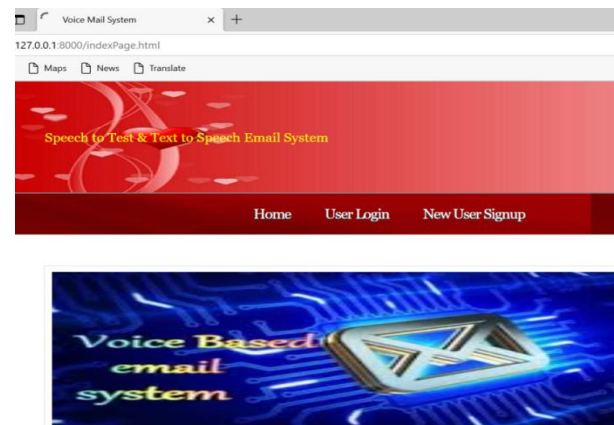 Voice Mail System
127.0.0.1:8000/indexPage.html
Maps News Translate
Speech to Test & Text to Speech Email System
Home User Login New User Signup
Voice Based
email
system